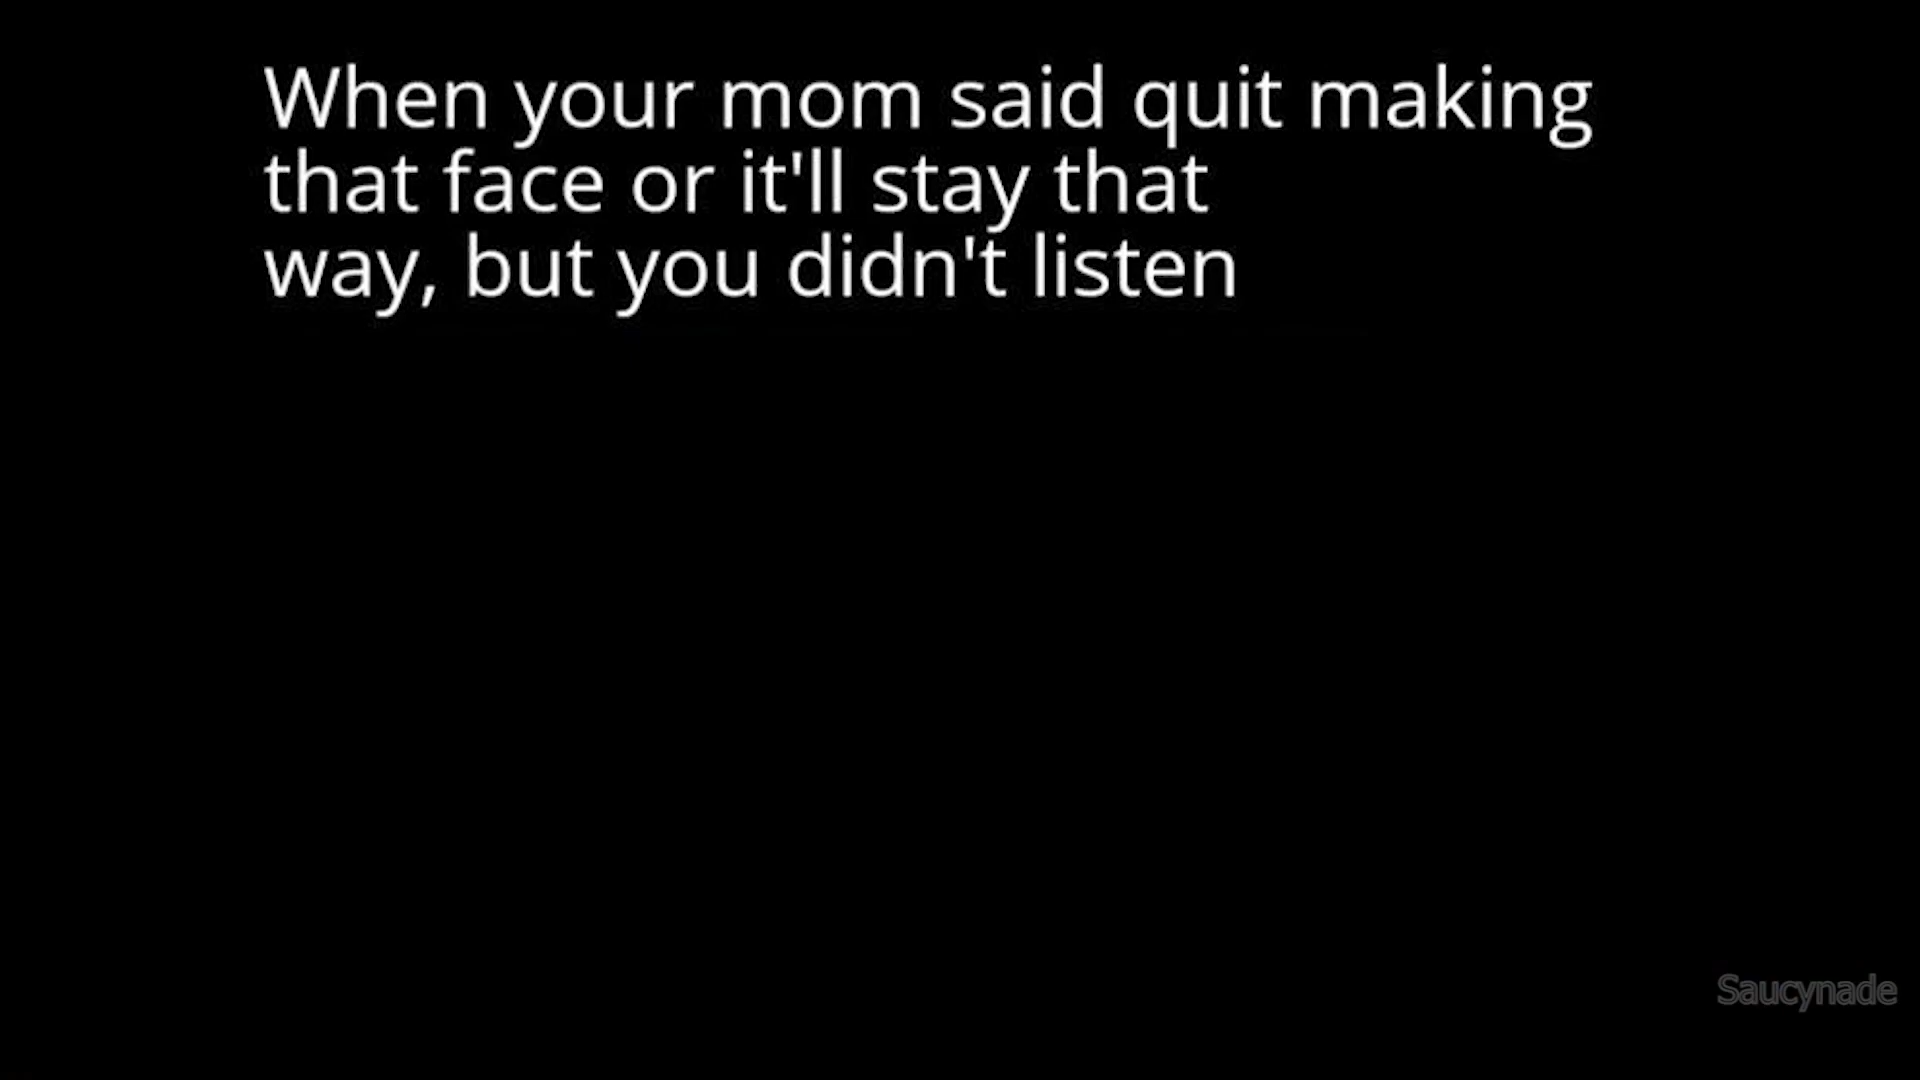 When your mom said quit making
that face or it'll stay that
way, but you didn't listen
Saucynade